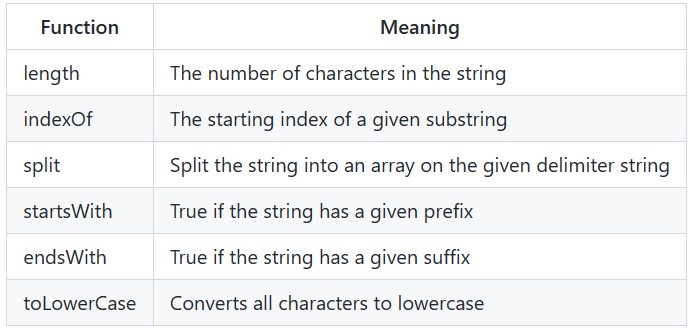 Function Meaning
length The number of characters in the string
indexOf The starting index of a given substring
split Split the string into an array on the given delimiter string
startsWith True if the string has a given prefix
endsWith True if the string has a given suffix
toLowerCase Converts all characters to lowercase